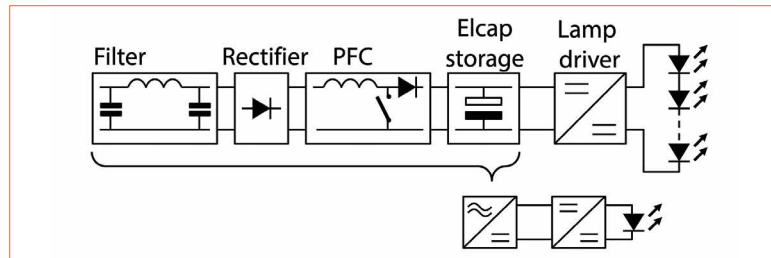 Filter
Rectifier
PFC
Elcap
storage
Lamp
driver